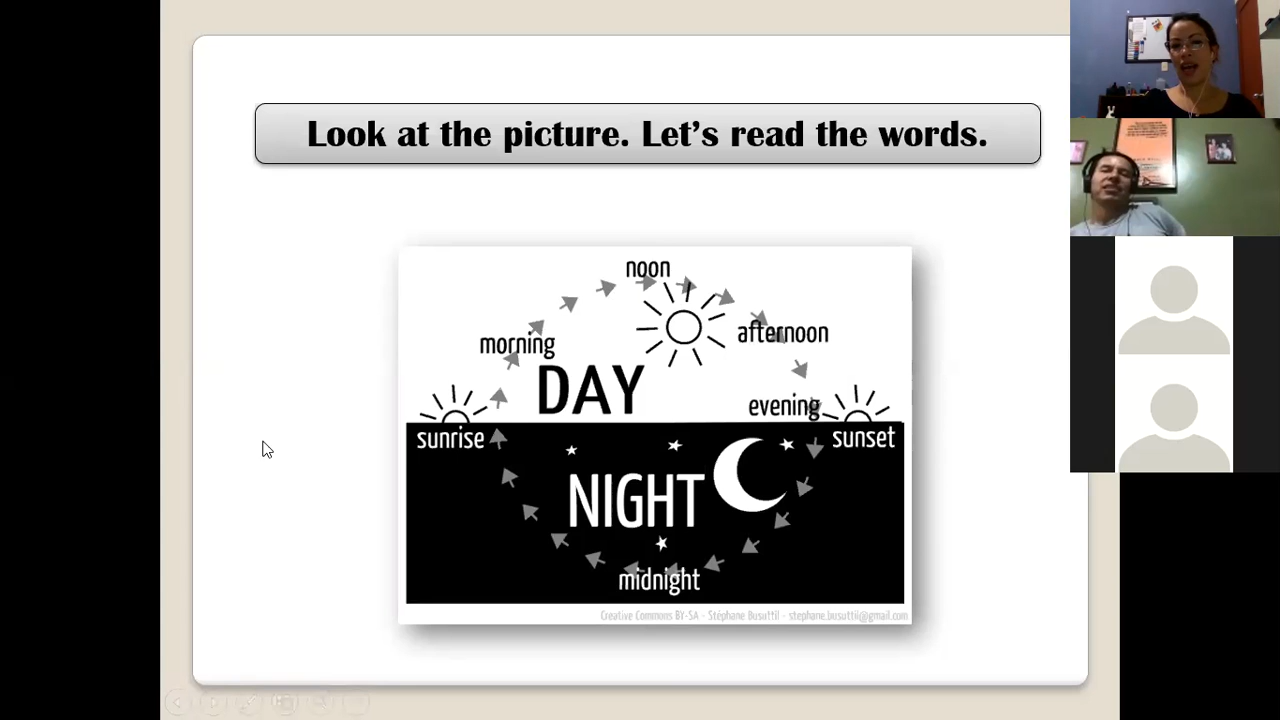 Look at the picture. Let's read the words.
noon
morning
afternoon
DAY
evening
sunrise
sunset
NIGHT
midnight
Creative Commons BY-SA - Stéphane Busuttil - stephane.busuttil@gmail.com